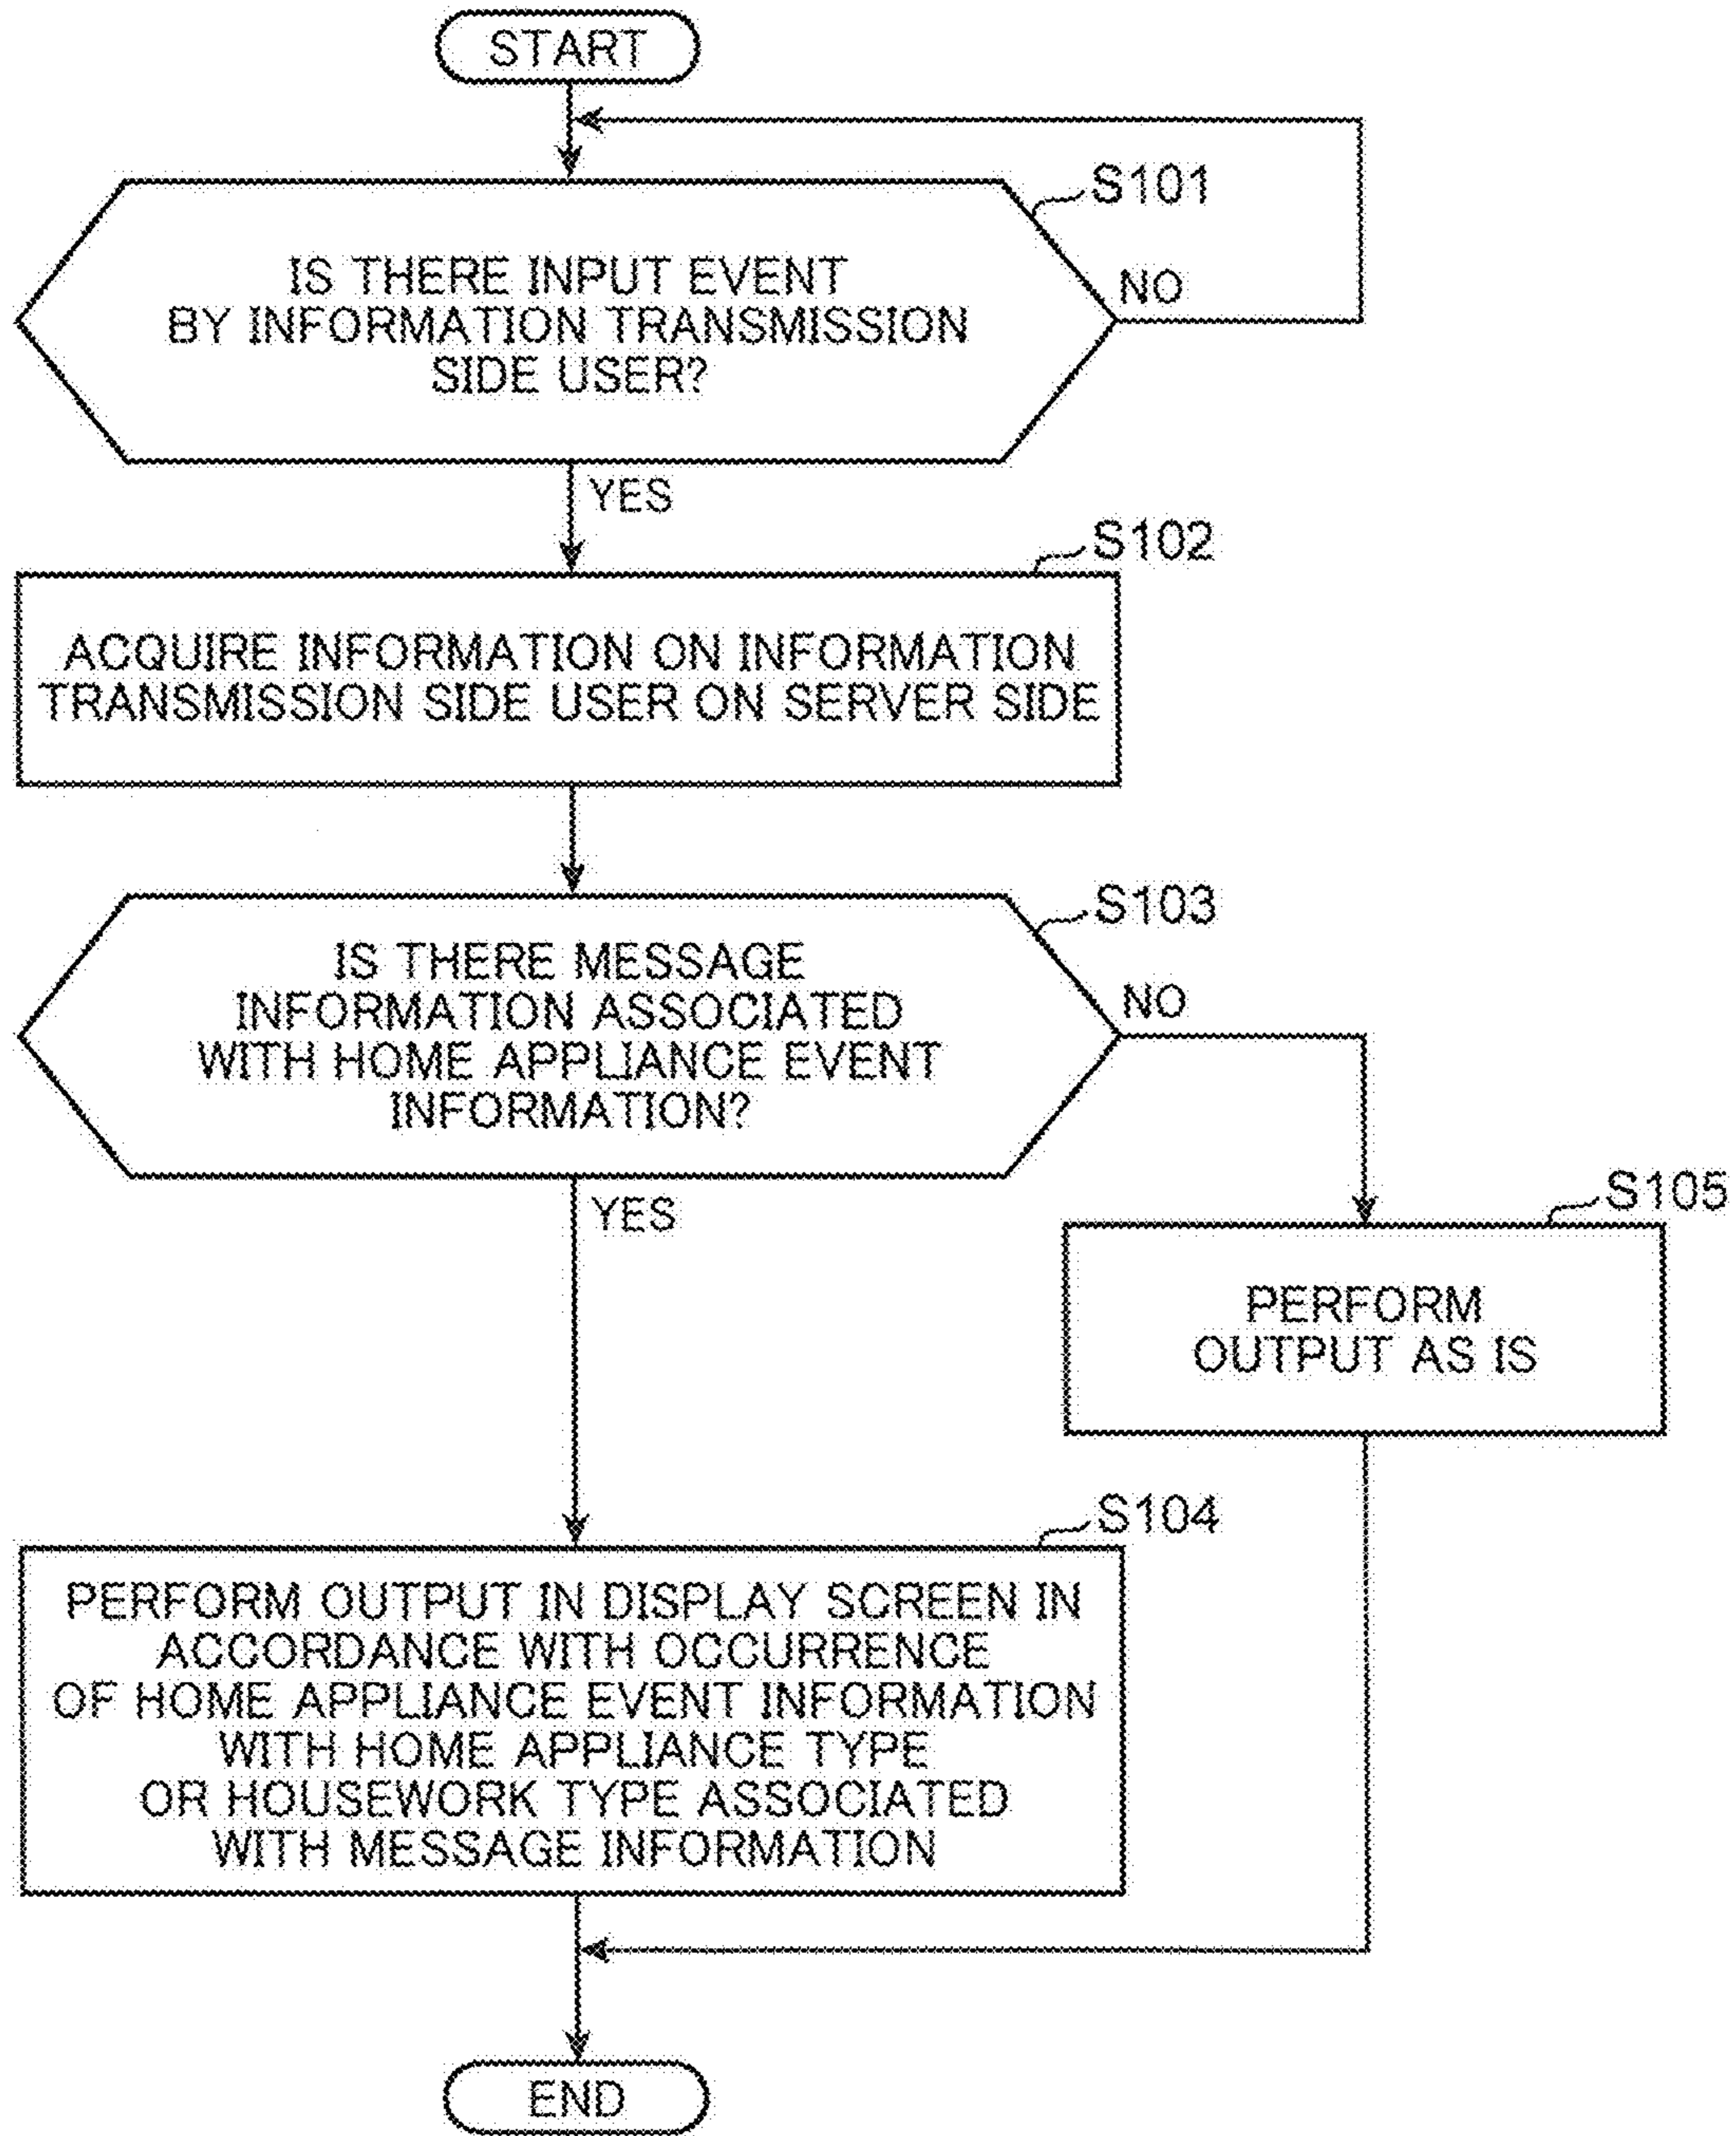 START
S101
IS THERE INPUT EVENT
BY INFORMATION TRANSMISSION
SIDE USER?
NO
YES
S102
ACQUIRE INFORMATION ON INFORMATION
TRANSMISSION SIDE USER ON SERVER SIDE
S103
IS THERE MESSAGE
INFORMATION ASSOCIATED
WITH HOME APPLIANCE EVENT
INFORMATION?
NO
YES
S105
PERFORM
OUTPUT AS IS
S104
PERFORM OUTPUT IN DISPLAY SCREEN IN
ACCORDANCE WITH OCCURRENCE
OF HOME APPLIANCE EVENT INFORMATION
WITH HOME APPLIANCE TYPE
OR HOUSEWORK TYPE ASSOCIATED
WITH MESSAGE INFORMATION
END